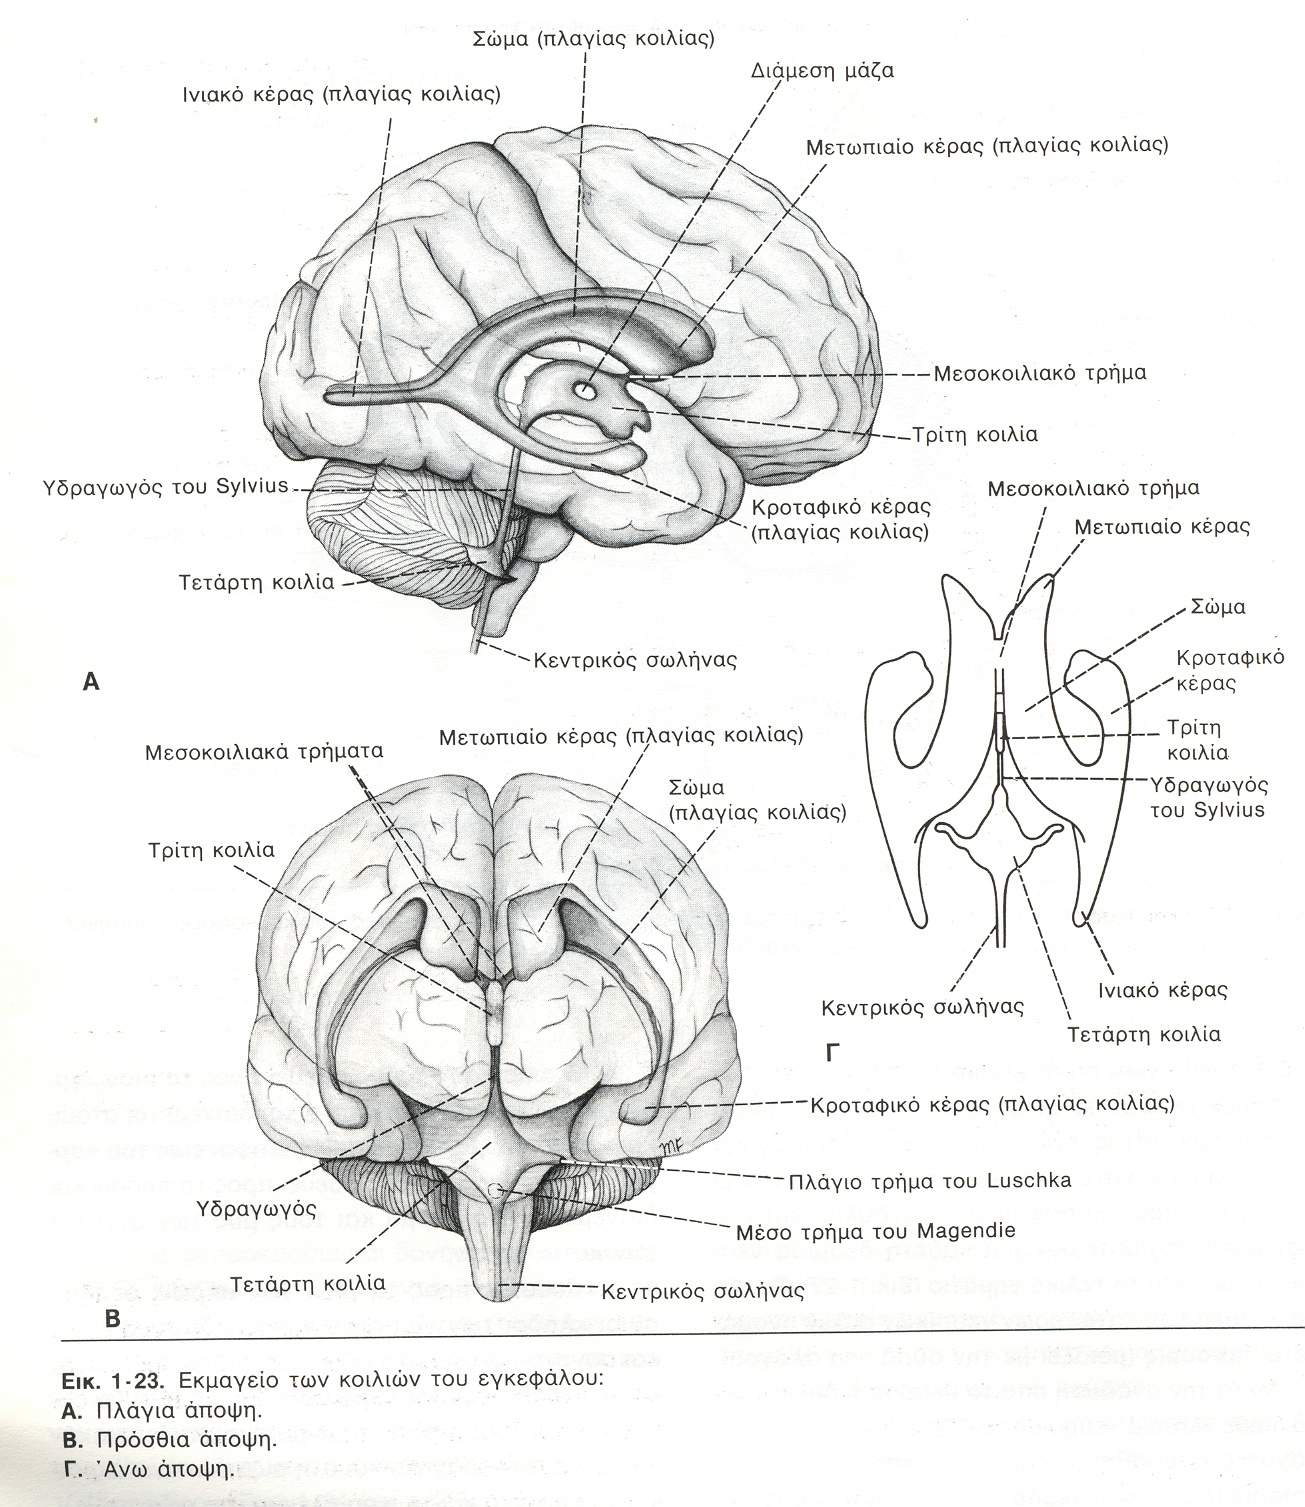 Σώμα (πλαγίας κοιλίας)
Διάμεση μάζα
Ινιακό κέρας (πλαγίας κοιλίας)
Μετωπιαίο κέρας (πλαγίας κοιλίας)
Μεσοκοιλιακό τρήμα
Τρίτη κοιλία
Υδραγωγός του Sylvius
Κροταφικό κέρας
(πλαγίας κοιλίας)
Τετάρτη κοιλία
Κεντρικός σωλήνας
Α
Μεσοκοιλιακό τρήμα
Μετωπιαίο κέρας
Σώμα
Κροταφικό
κέρας
Τρίτη
κοιλία
Υδραγωγός
του Sylvius
Ινιακό κέρας
Κεντρικός σωλήνας
Τετάρτη κοιλία
Γ
Μεσοκοιλιακά τρήματα
Μετωπιαίο κέρας (πλαγίας κοιλίας)
Σώμα
(πλαγίας κοιλίας)
Τρίτη κοιλία
Κροταφικό κέρας (πλαγίας κοιλίας)
MF
Πλάγιο τρήμα του Luschka
Υδραγωγός
Μέσο τρήμα του Magendie
Τετάρτη κοιλία
Κεντρικός σωλήνας
Β
Εικ. 1-23. Εκμαγείο των κοιλιών του εγκεφάλου:
Α. Πλάγια άποψη.
Β. Πρόσθια άποψη.
Γ. Άνω άποψη.